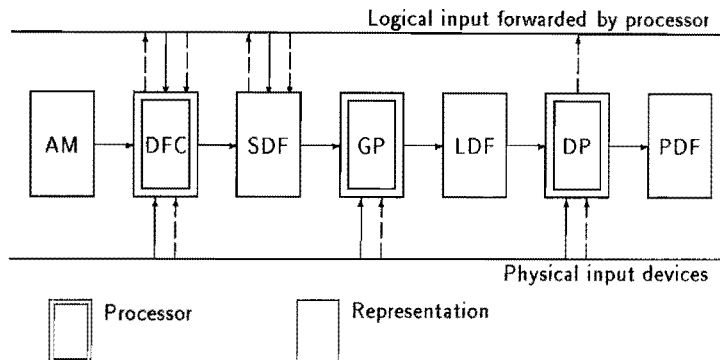 Logical input forwarded by processor
AM DFC SDF GP LDF DP PDF
Physical input devices
Processor Representation